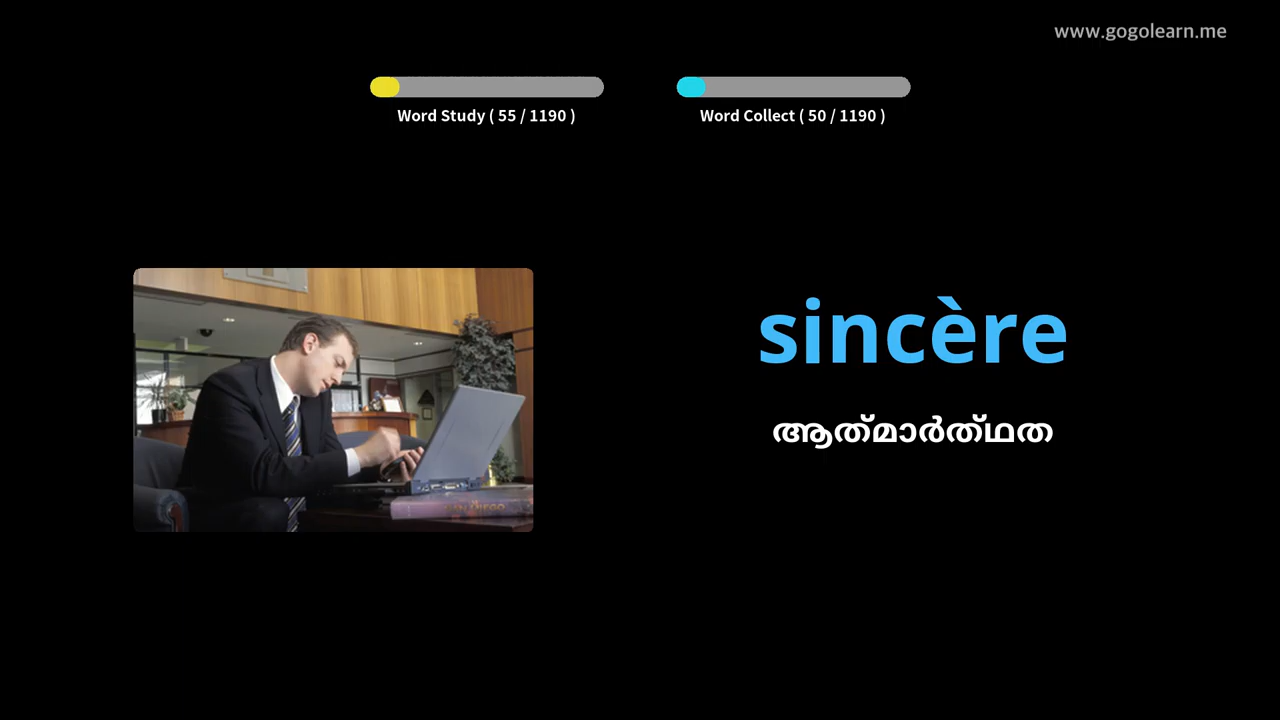 www.gogolearn.me
Word Study ( 55 / 1190 )
Word Collect ( 50 / 1190 )
sincère
ആത്‌മാർത്‌ഥത